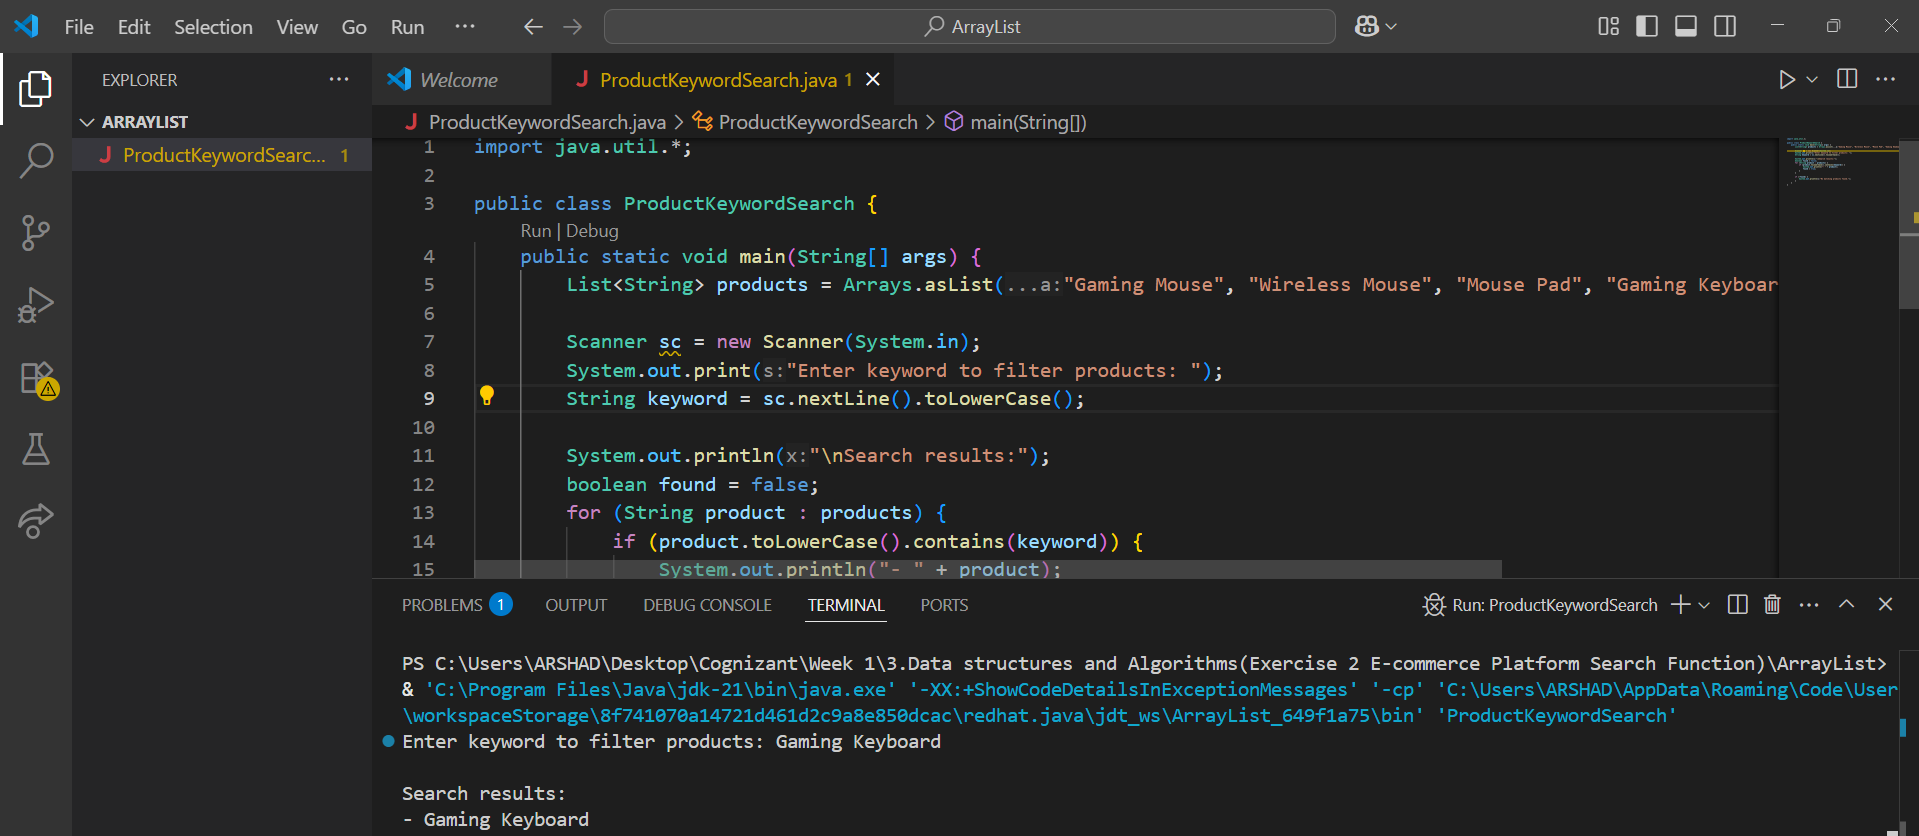 File Edit Selection View Go Run ··· ArrayList
EXPLORER ···
ARRAYLIST
J ProductKeywordSearc... 1
Welcome J ProductKeywordSearch.java 1
J ProductKeywordSearch.java > ProductKeywordSearch > main(String[])
1 import java.util.*;
2
3 public class ProductKeywordSearch {
Run | Debug
4 public static void main(String[] args) {
5 List<String> products = Arrays.asList(...a:"Gaming Mouse", "Wireless Mouse", "Mouse Pad", "Gaming Keyboar
6
7 Scanner sc = new Scanner(System.in);
8 System.out.print(s:"Enter keyword to filter products: ");
9 String keyword = sc.nextLine().toLowerCase();
10
11 System.out.println(x:"\nSearch results:");
12 boolean found = false;
13 for (String product : products) {
14 if (product.toLowerCase().contains(keyword)) {
15 System.out.println("- " + product);
PROBLEMS 1 OUTPUT DEBUG CONSOLE TERMINAL PORTS Run: ProductKeywordSearch
PS C:\Users\ARSHAD\Desktop\Cognizant\Week 1\3.Data structures and Algorithms(Exercise 2 E-commerce Platform Search Function)\ArrayList>
& 'C:\Program Files\Java\jdk-21\bin\java.exe' '-XX:+ShowCodeDetailsInExceptionMessages' '-cp' 'C:\Users\ARSHAD\AppData\Roaming\Code\User
\workspaceStorage\8f741070a14721d461d2c9a8e850dcac\redhat.java\jdt_ws\ArrayList_649f1a75\bin' 'ProductKeywordSearch'
Enter keyword to filter products: Gaming Keyboard

Search results:
- Gaming Keyboard